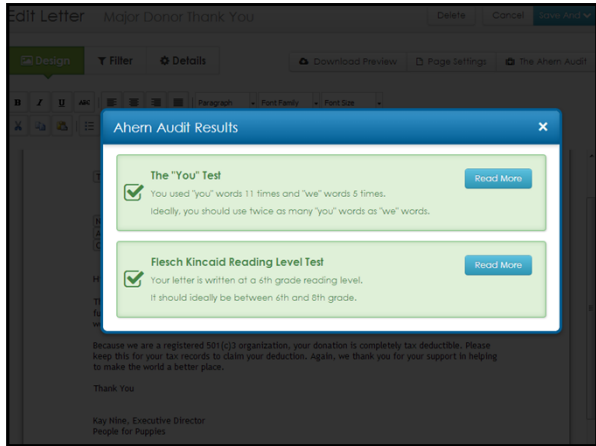 Edit Letter Major Donor Thank You Delete Cancel Save And
Design Filter Details Download Preview Page Settings The Ahern Audit
B I U ABC Paragraph Font Family Font Size
Ahern Audit Results ×
The "You" Test Read More
You used "you" words 11 times and "we" words 5 times.
Ideally, you should use twice as many "you" words as "we" words.
Flesch Kincaid Reading Level Test Read More
Your letter is written at a 6th grade reading level.
It should ideally be between 6th and 8th grade.
Because we are a registered 501(c)3 organization, your donation is completely tax deductible. Please
keep this for your tax records to claim your deduction. Again, we thank you for your support in helping
to make the world a better place.
Thank You
Kay Nine, Executive Director
People for Puppies